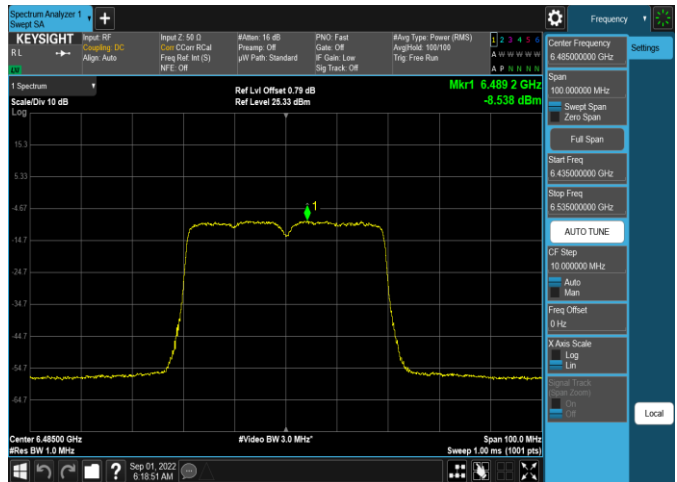 Spectrum Analyzer 1
Swept SA
+
Frequency
KEYSIGHT
RL
LV
Input: RF
Coupling: DC
Align: Auto
Input Z: 50 Ω
Corr CCorr RCal
Freq Ref: Int (S)
NFE: Off
#Atten: 16 dB
Preamp: Off
µW Path: Standard
PNO: Fast
Gate: Off
IF Gain: Low
Sig Track: Off
#Avg Type: Power (RMS)
Avg|Hold: 100/100
Trig: Free Run
1 2 3 4 5 6
A W W W W W
A P N N N N
1 Spectrum
Scale/Div 10 dB
Log
Ref Lvl Offset 0.79 dB
Ref Level 25.33 dBm
Mkr1 6.489 2 GHz
-8.538 dBm
15.3
5.33
-4.67
-14.7
-24.7
-34.7
-44.7
-54.7
-64.7
1
Center 6.48500 GHz
#Res BW 1.0 MHz
#Video BW 3.0 MHz*
Span 100.0 MHz
Sweep 1.00 ms (1001 pts)
Center Frequency
6.485000000 GHz
Span
100.000000 MHz
Swept Span
Zero Span
Full Span
Start Freq
6.435000000 GHz
Stop Freq
6.535000000 GHz
AUTO TUNE
CF Step
10.000000 MHz
Auto
Man
Freq Offset
0 Hz
X Axis Scale
Log
Lin
Signal Track
(Span Zoom)
On
Off
Settings
Local
?
Sep 01, 2022
6:18:51 AM